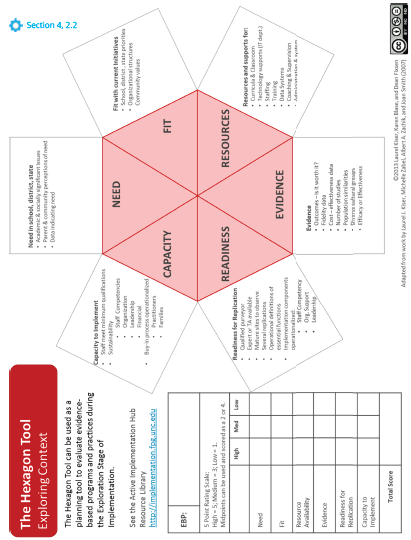 Section 4, 2.2
The Hexagon Tool
Exploring Context
The Hexagon Tool can be used as a
planning tool to evaluate evidence-
based programs and practices during
the Exploration Stage of
Implementation.
See the Active Implementation Hub
Resource Library
http://implementation.fpg.unc.edu
EBP:
5 Point Rating Scale:
High = 5; Medium = 3; Low = 1.
Midpoints can be used and scored as a 2 or 4.
High
Med
Low
Need
Fit
Resource
Availability
Evidence
Readiness for
Replication
Capacity to
Implement
Total Score
NEED
FIT
RESOURCES
EVIDENCE
READINESS
CAPACITY
Need in school, district, state
• Academic & socially significant Issues
• Parent & community perceptions of need
• Data indicating need
Fit with current Initiatives
• School, district, state priorities
• Organizational structures
• Community values
Resources and supports for:
• Curricula & Classroom
• Technology supports (IT dept.)
• Staffing
• Training
• Data Systems
• Coaching & Supervision
• Administration & system
Evidence
• Outcomes – Is it worth it?
• Fidelity data
• Cost – effectiveness data
• Number of studies
• Population similarities
• Diverse cultural groups
• Efficacy or Effectiveness
Readiness for Replication
• Qualified purveyor
• Expert or TA available
• Mature sites to observe
• Several replications
• Operational definitions of
essential functions
• Implementation components
operationalized:
• Staff Competency
• Org. Support
• Leadership
Capacity to Implement
• Staff meet minimum qualifications
• Sustainability
• Staff Competencies
• Organization
• Leadership
• Financial
• Buy-in process operationalized
• Practitioners
• Families
©2013 Laurel Kiser, Karen Blase, and Dean Fixsen
Adapted from work by Laurel J. Kiser, Michelle Zabel, Albert A. Zachik, and Joan Smith (2007)